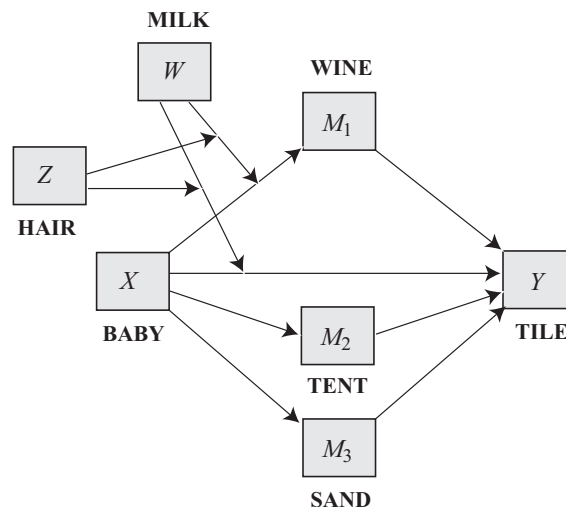 MILK
W
WINE
M1
Z
HAIR
X
BABY
Y
TILE
M2
TENT
M3
SAND